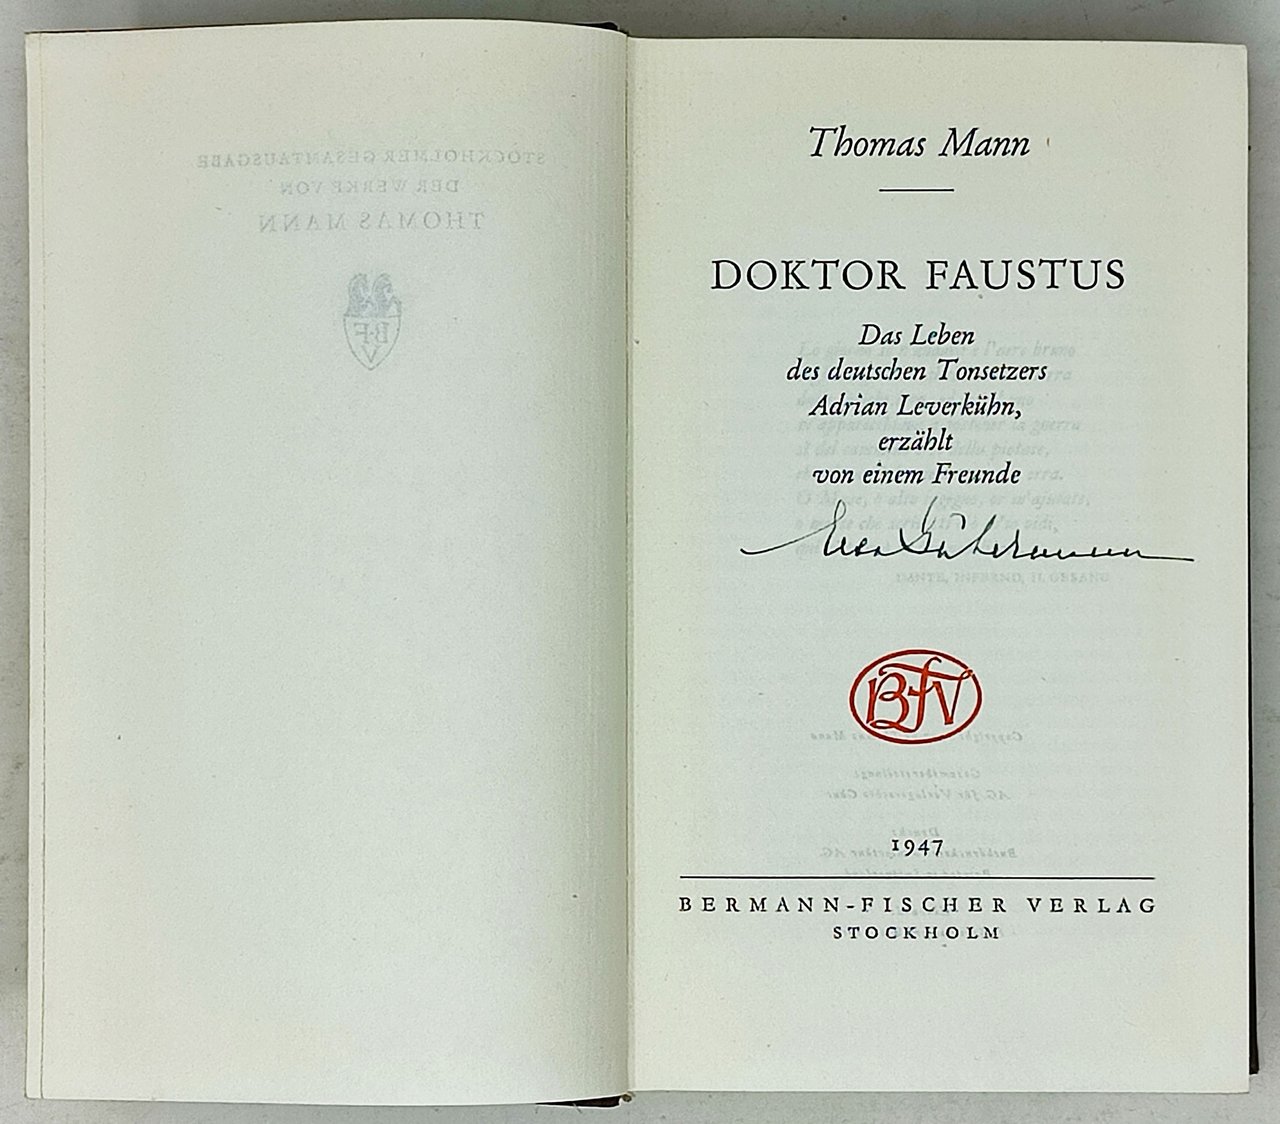 STOCKHOLMER GESAMTAUSGABE
DER WERKE VON
THOMAS MANN
B·F
V
Thomas Mann
DOKTOR FAUSTUS
Das Leben
des deutschen Tonsetzers
Adrian Leverkühn,
erzählt
von einem Freunde
BFV
1947
BERMANN-FISCHER VERLAG
STOCKHOLM